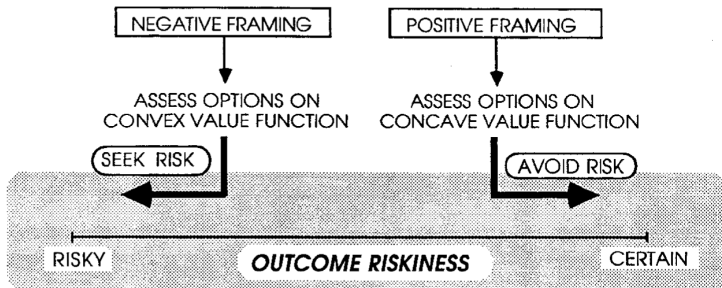 NEGATIVE FRAMING
POSITIVE FRAMING
ASSESS OPTIONS ON
CONVEX VALUE FUNCTION
ASSESS OPTIONS ON
CONCAVE VALUE FUNCTION
SEEK RISK
AVOID RISK
RISKY
OUTCOME RISKINESS
CERTAIN